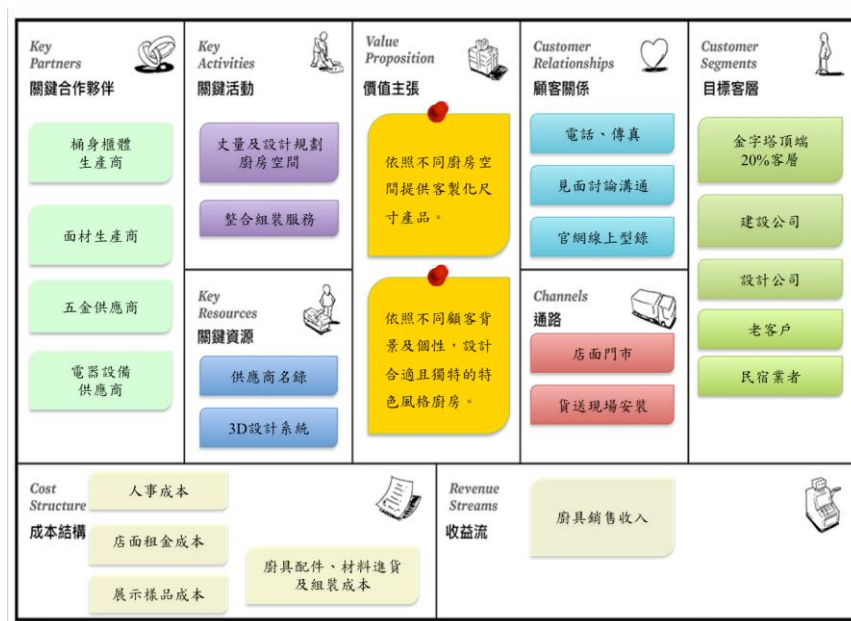 Key
Partners
關鍵合作夥伴
桶身櫃體
生產商
面材生產商
五金供應商
電器設備
供應商
Key
Activities
關鍵活動
丈量及設計規劃
廚房空間
整合組裝服務
Key
Resources
關鍵資源
供應商名錄
3D設計系統
Value
Proposition
價值主張
依照不同廚房空
間提供客製化尺
寸產品。
依照不同顧客背
景及個性，設計
合適且獨特的特
色風格廚房。
Customer
Relationships
顧客關係
電話、傳真
見面討論溝通
官網線上型錄
Channels
通路
店面門市
貨送現場安裝
Customer
Segments
目標客層
金字塔頂端
20%客層
建設公司
設計公司
老客戶
民宿業者
Cost
Structure
成本結構
人事成本
店面租金成本
展示樣品成本
廚具配件、材料進貨
及組裝成本
Revenue
Streams
收益流
廚具銷售收入